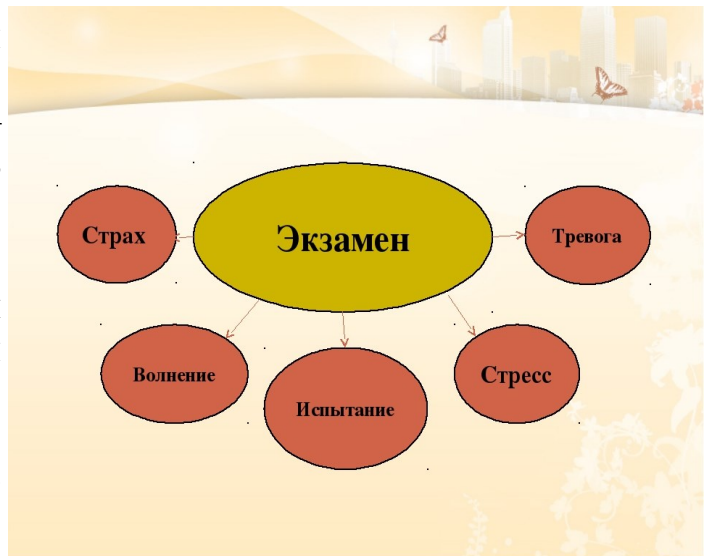 Экзамен
Страх
Тревога
Волнение
Испытание
Стресс